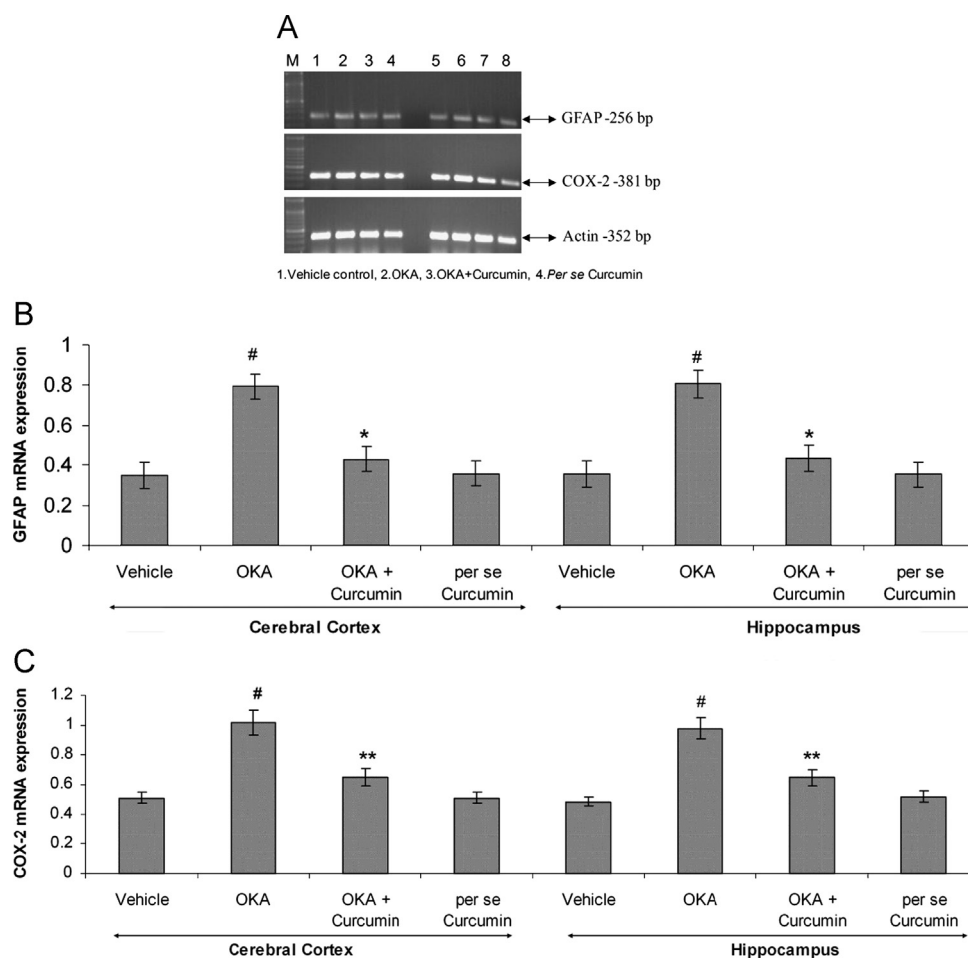 A
M 1 2 3 4 5 6 7 8
GFAP -256 bp
COX-2 -381 bp
Actin -352 bp
1.Vehicle control, 2.OKA, 3.OKA+Curcumin, 4.Per se Curcumin
B
GFAP mRNA expression
1
0.8
0.6
0.4
0.2
0
# * # *
Vehicle OKA OKA + per se Vehicle OKA OKA + per se
Curcumin Curcumin Curcumin Curcumin
Cerebral Cortex Hippocampus
C
COX-2 mRNA expression
1.2
1
0.8
0.6
0.4
0.2
0
# ** # **
Vehicle OKA OKA + per se Vehicle OKA OKA + per se
Curcumin Curcumin Curcumin Curcumin
Cerebral Cortex Hippocampus